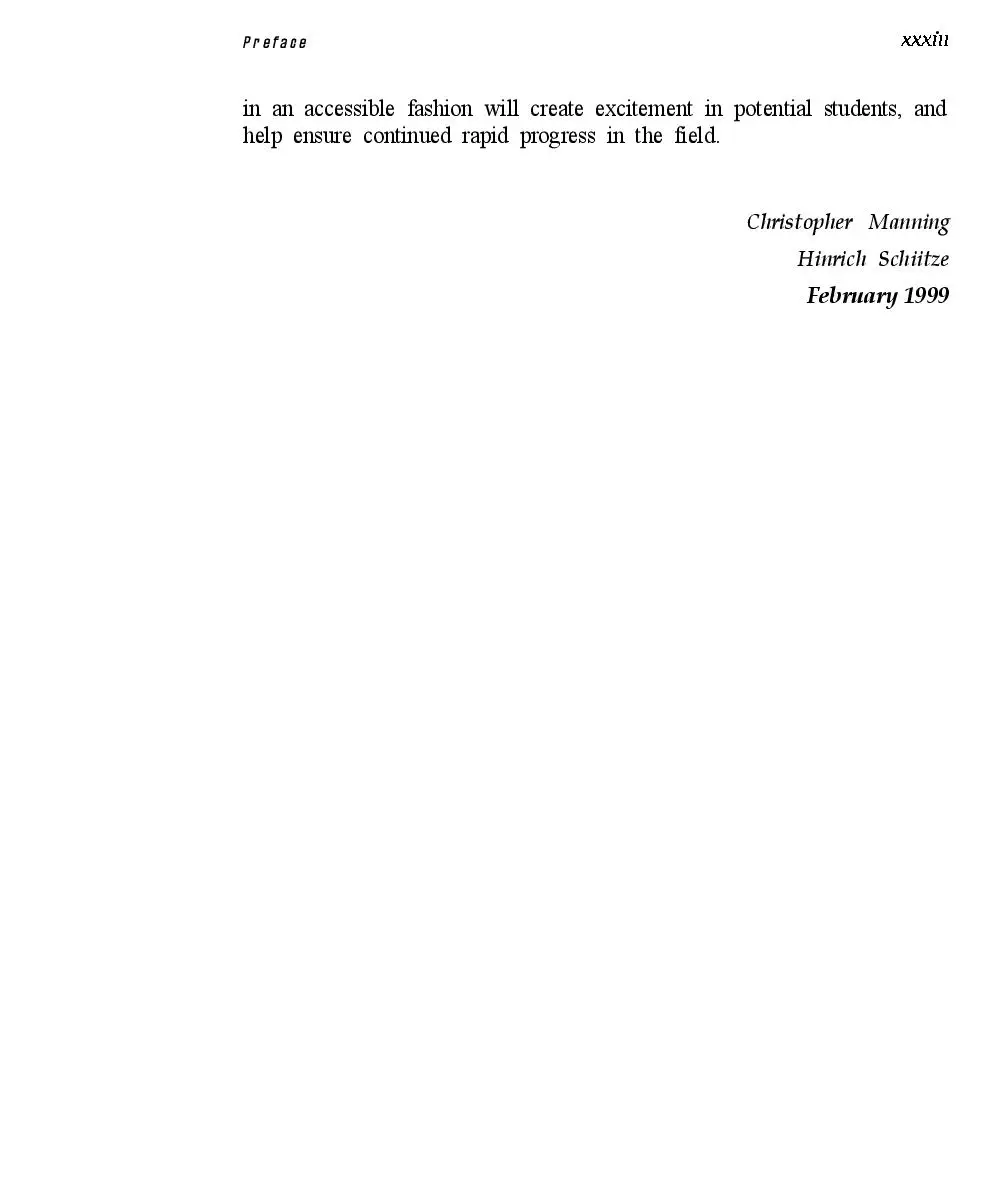 Preface
xxxiii
in an accessible fashion will create excitement in potential students, and
help ensure continued rapid progress in the field.
Christopher Manning
Hinrich Schiitze
February 1999